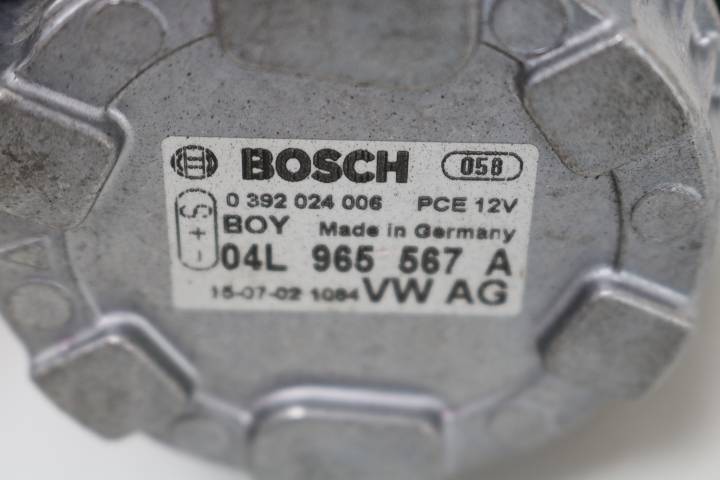 BOSCH 058
0 392 024 006 PCE 12V
BOY Made in Germany
S + -
04L 965 567 A
15-07-02 1084 VW AG